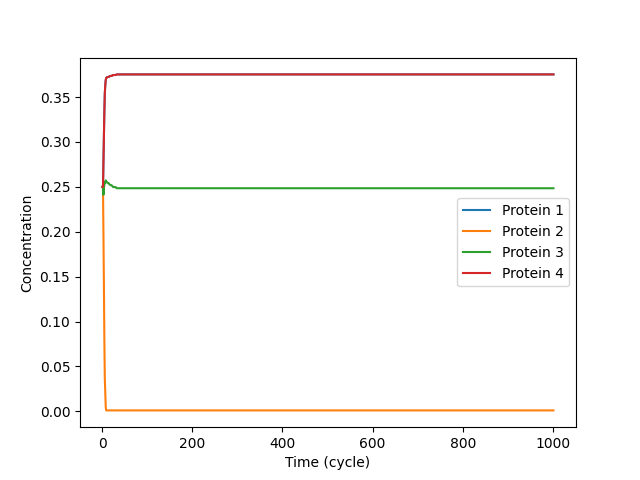 0.35
0.30
0.25
0.20
0.15
0.10
0.05
0.00
Concentration
Protein 1
Protein 2
Protein 3
Protein 4
0 200 400 600 800 1000
Time (cycle)